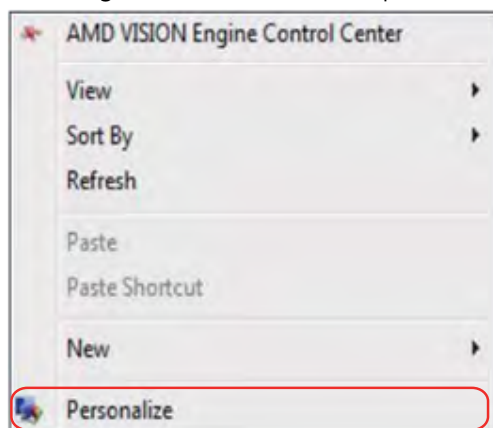 AMD VISION Engine Control Center
View
Sort By
Refresh
Paste
Paste Shortcut
New
Personalize